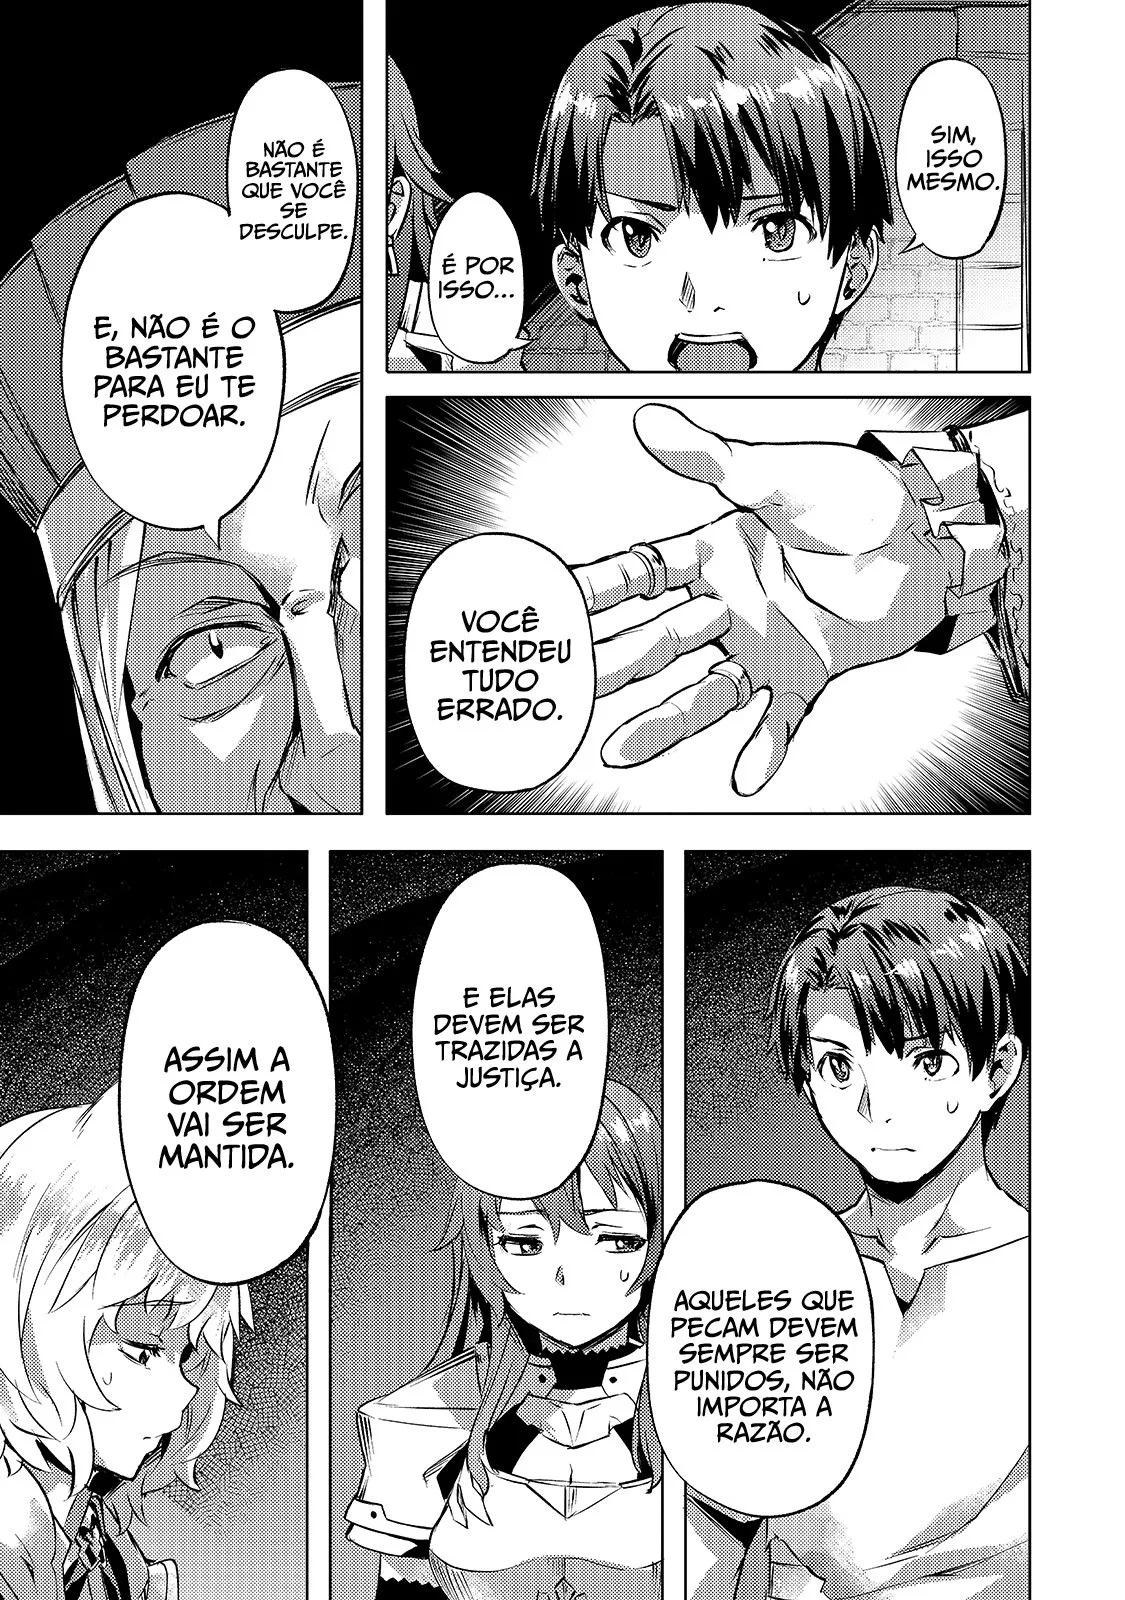 SIM,
ISSO
MESMO.
É POR
ISSO...
VOCÊ
ENTENDEU
TUDO
ERRADO.
NÃO É
BASTANTE
QUE VOCÊ
SE
DESCULPE.
E, NÃO É O
BASTANTE
PARA EU TE
PERDOAR.
AQUELES QUE
PECAM DEVEM
SEMPRE SER
PUNIDOS, NÃO
IMPORTA A
RAZÃO.
E ELAS
DEVEM SER
TRAZIDAS A
JUSTIÇA.
ASSIM A
ORDEM
VAI SER
MANTIDA.